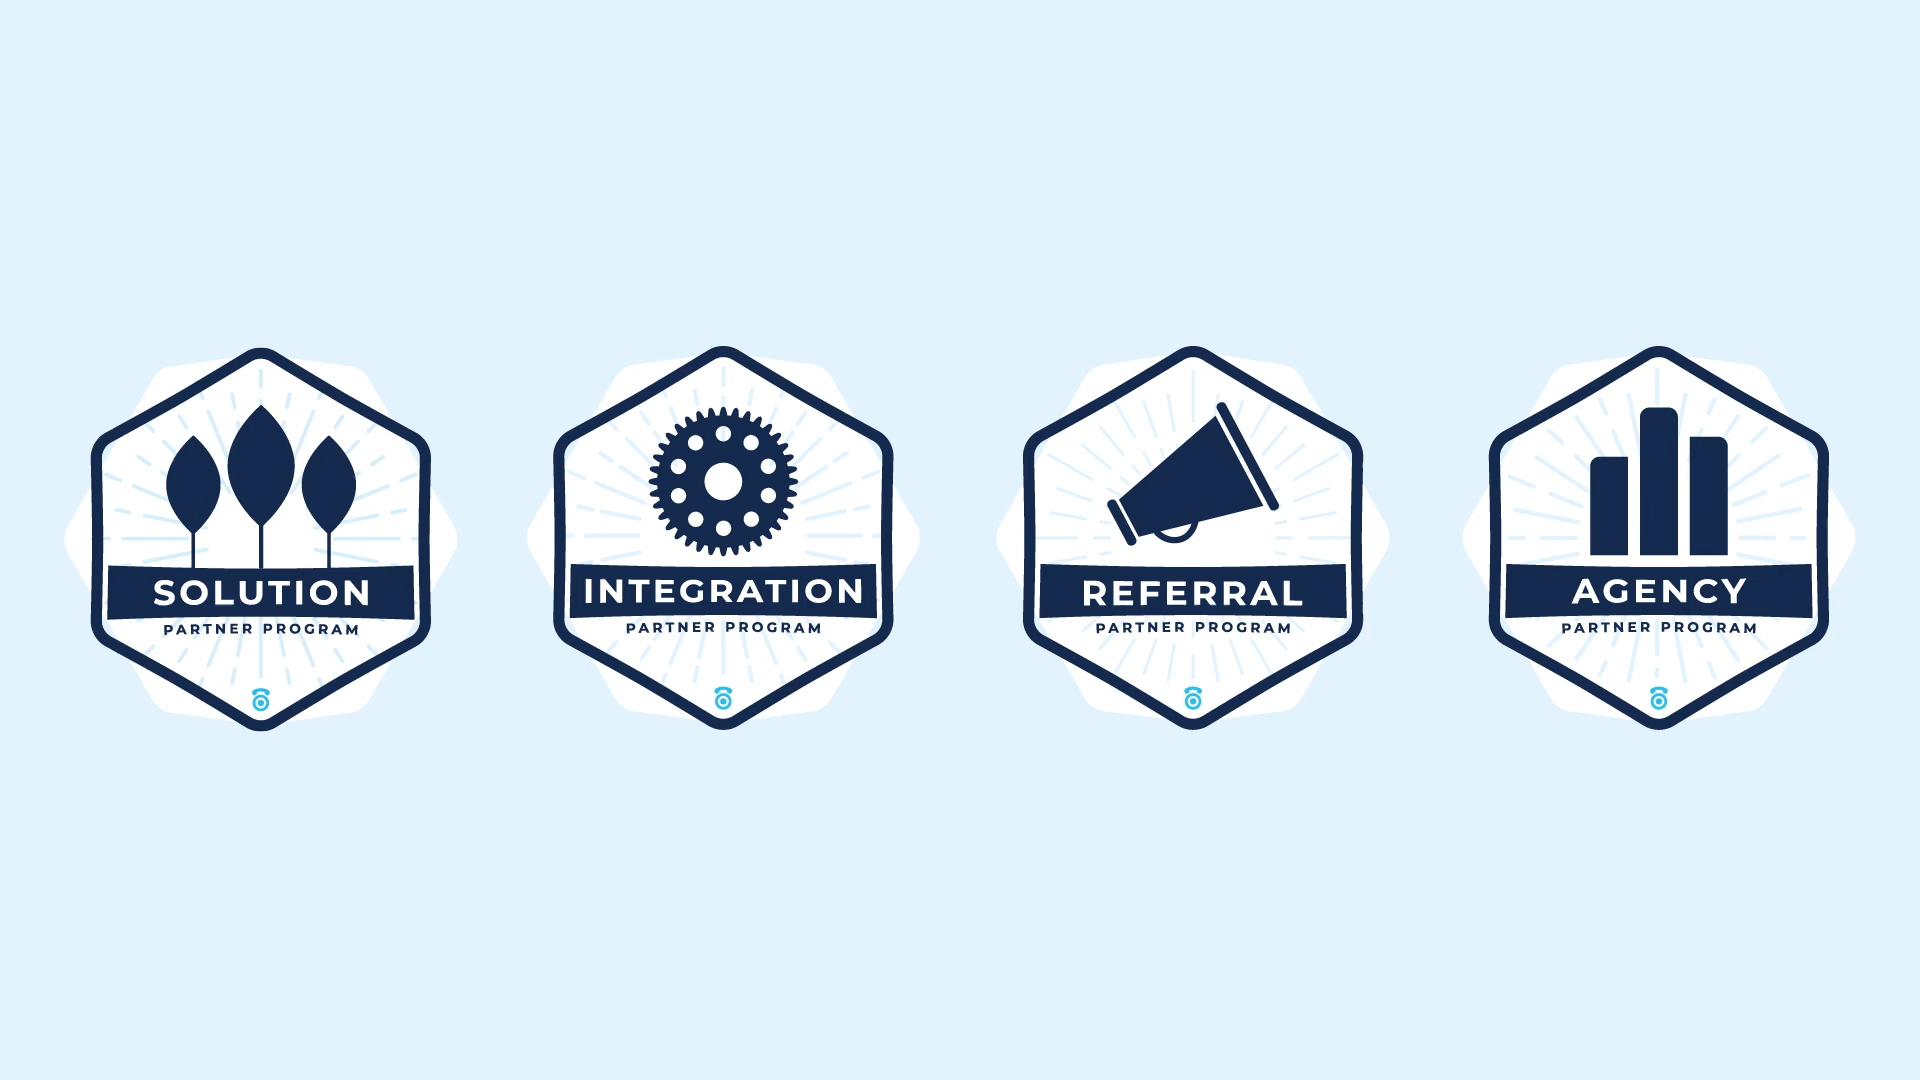 SOLUTION
PARTNER PROGRAM
INTEGRATION
PARTNER PROGRAM
REFERRAL
PARTNER PROGRAM
AGENCY
PARTNER PROGRAM